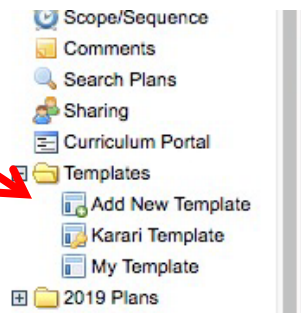 Scope/Sequence
Comments
Search Plans
Sharing
Curriculum Portal
Templates
Add New Template
Karari Template
My Template
2019 Plans